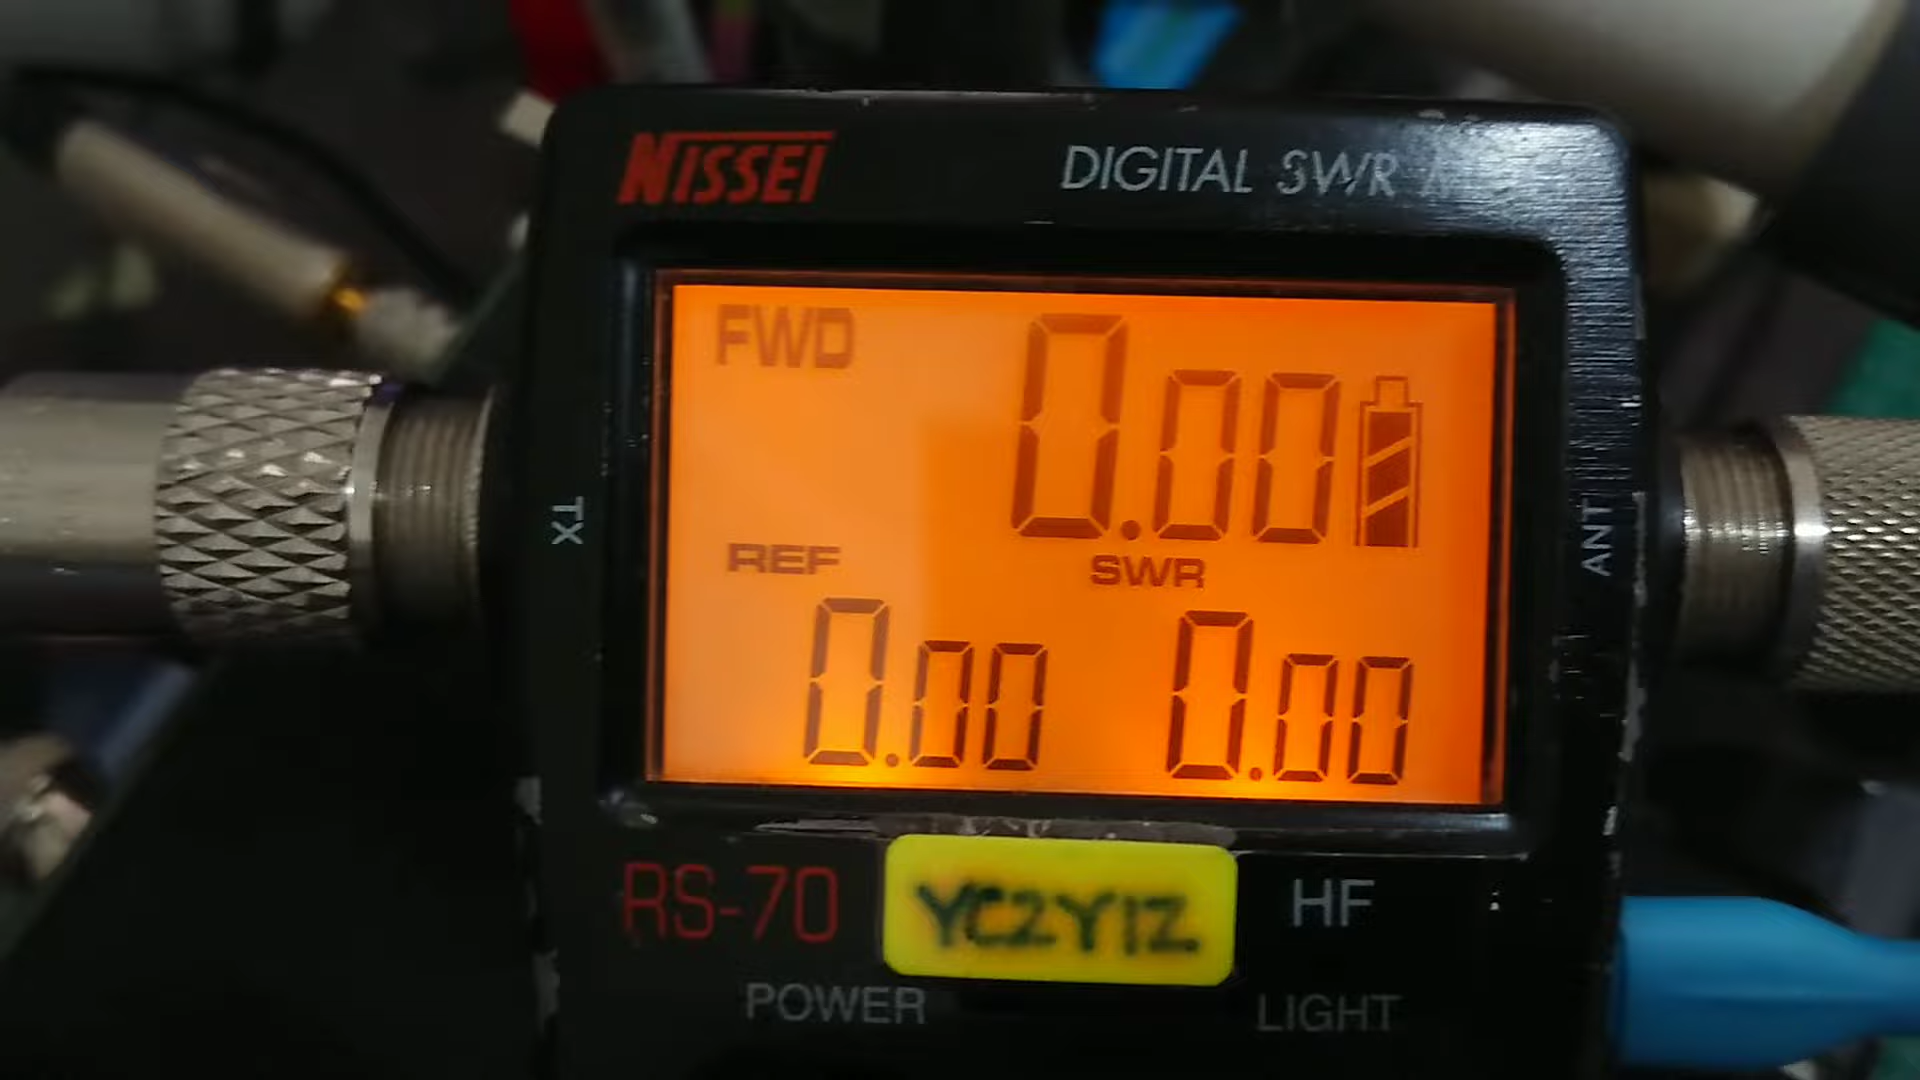 NISSEI
DIGITAL SWR
FWD 0.00
REF SWR
0.00 0.00
TX
ANT
RS-70 YC2YIZ HF
POWER LIGHT